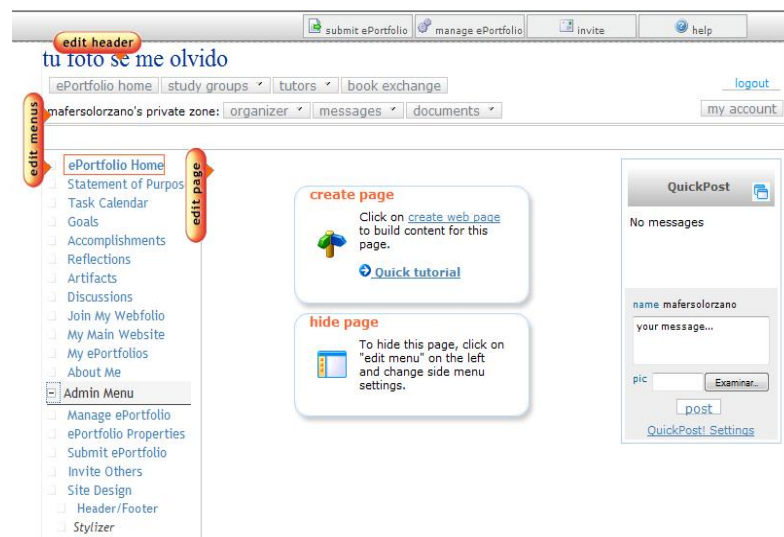 submit ePortfolio manage ePortfolio invite help
edit header
tu foto se me olvido
ePortfolio home study groups tutors book exchange logout
mafersolorzano's private zone: organizer messages documents my account
edit menus
edit page
ePortfolio Home
Statement of Purpos
Task Calendar
Goals
Accomplishments
Reflections
Artifacts
Discussions
Join My Webfolio
My Main Website
My ePortfolios
About Me
Admin Menu
Manage ePortfolio
ePortfolio Properties
Submit ePortfolio
Invite Others
Site Design
Header/Footer
Stylizer
create page
Click on create web page
to build content for this
page.
Quick tutorial
hide page
To hide this page, click on
"edit menu" on the left
and change side menu
settings.
QuickPost
No messages
name mafersolorzano
your message...
pic Examinar...
post
QuickPost! Settings